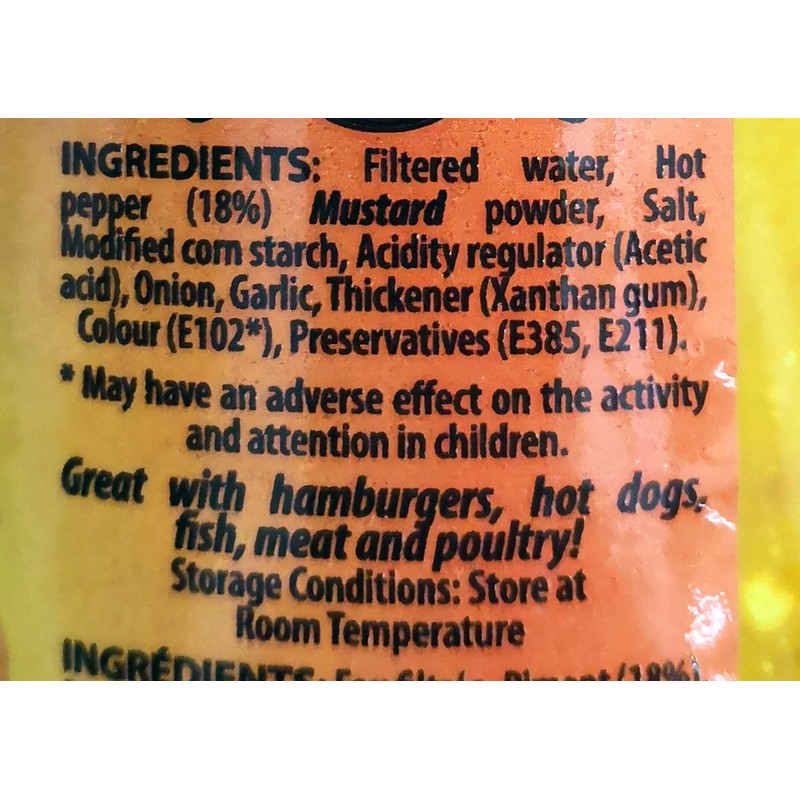 INGREDIENTS: Filtered water, Hot
pepper (18%) Mustard powder, Salt,
Modified corn starch, Acidity regulator (Acetic
acid), Onion, Garlic, Thickener (Xanthan gum),
Colour (E102*), Preservatives (E385, E211).
* May have an adverse effect on the activity
and attention in children.
Great with hamburgers, hot dogs,
fish, meat and poultry!
Storage Conditions: Store at
Room Temperature
INGRÉDIENTS: Piment (18%)